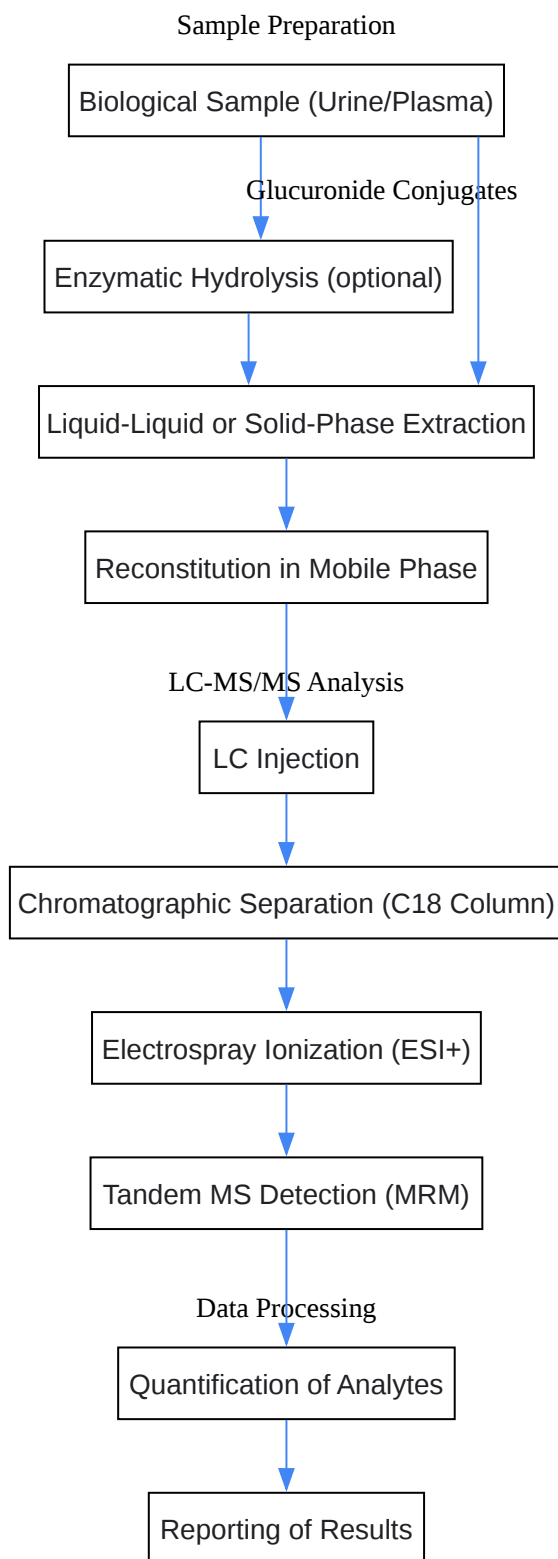 Sample Preparation
Biological Sample (Urine/Plasma)
Glucuronide Conjugates
Enzymatic Hydrolysis (optional)
Liquid-Liquid or Solid-Phase Extraction
Reconstitution in Mobile Phase
LC-MS/MS Analysis
LC Injection
Chromatographic Separation (C18 Column)
Electrospray Ionization (ESI+)
Tandem MS Detection (MRM)
Data Processing
Quantification of Analytes
Reporting of Results